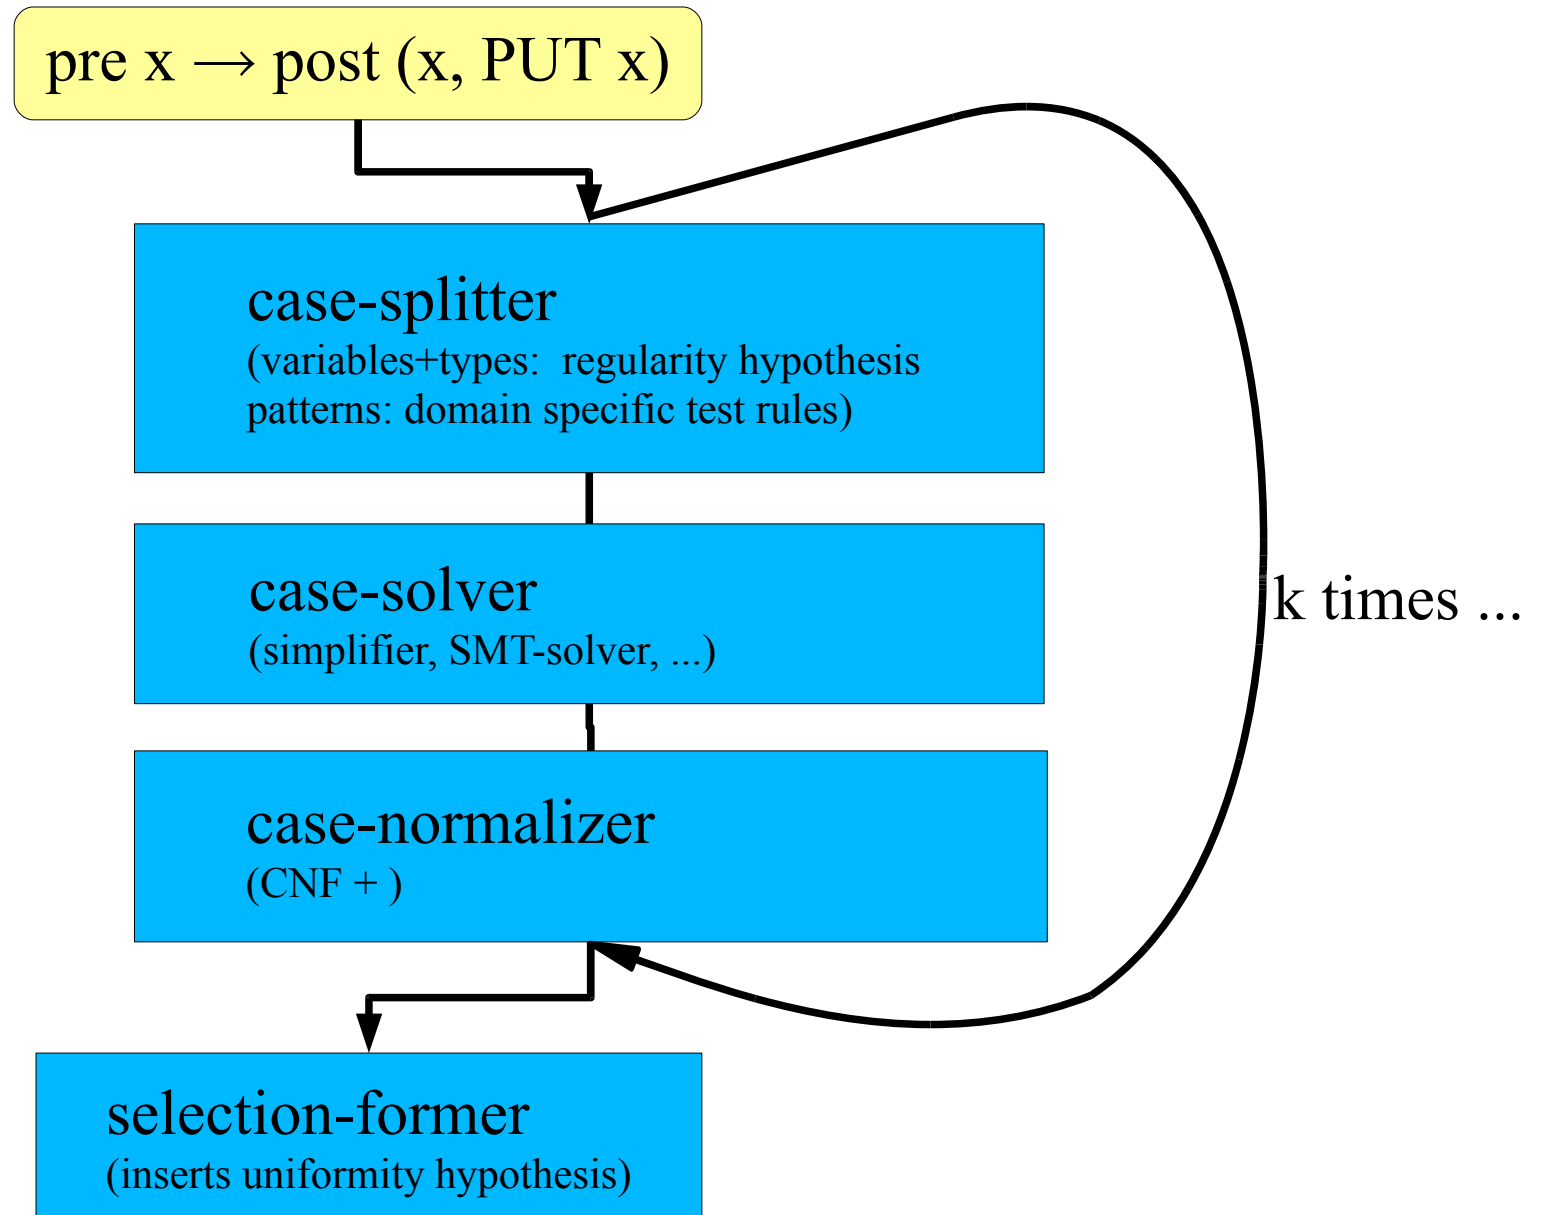 pre x → post (x, PUT x)
case-splitter
(variables+types:  regularity hypothesis
patterns: domain specific test rules)
case-solver
(simplifier, SMT-solver, ...)
k times ...
case-normalizer
(CNF + )
selection-former
(inserts uniformity hypothesis)